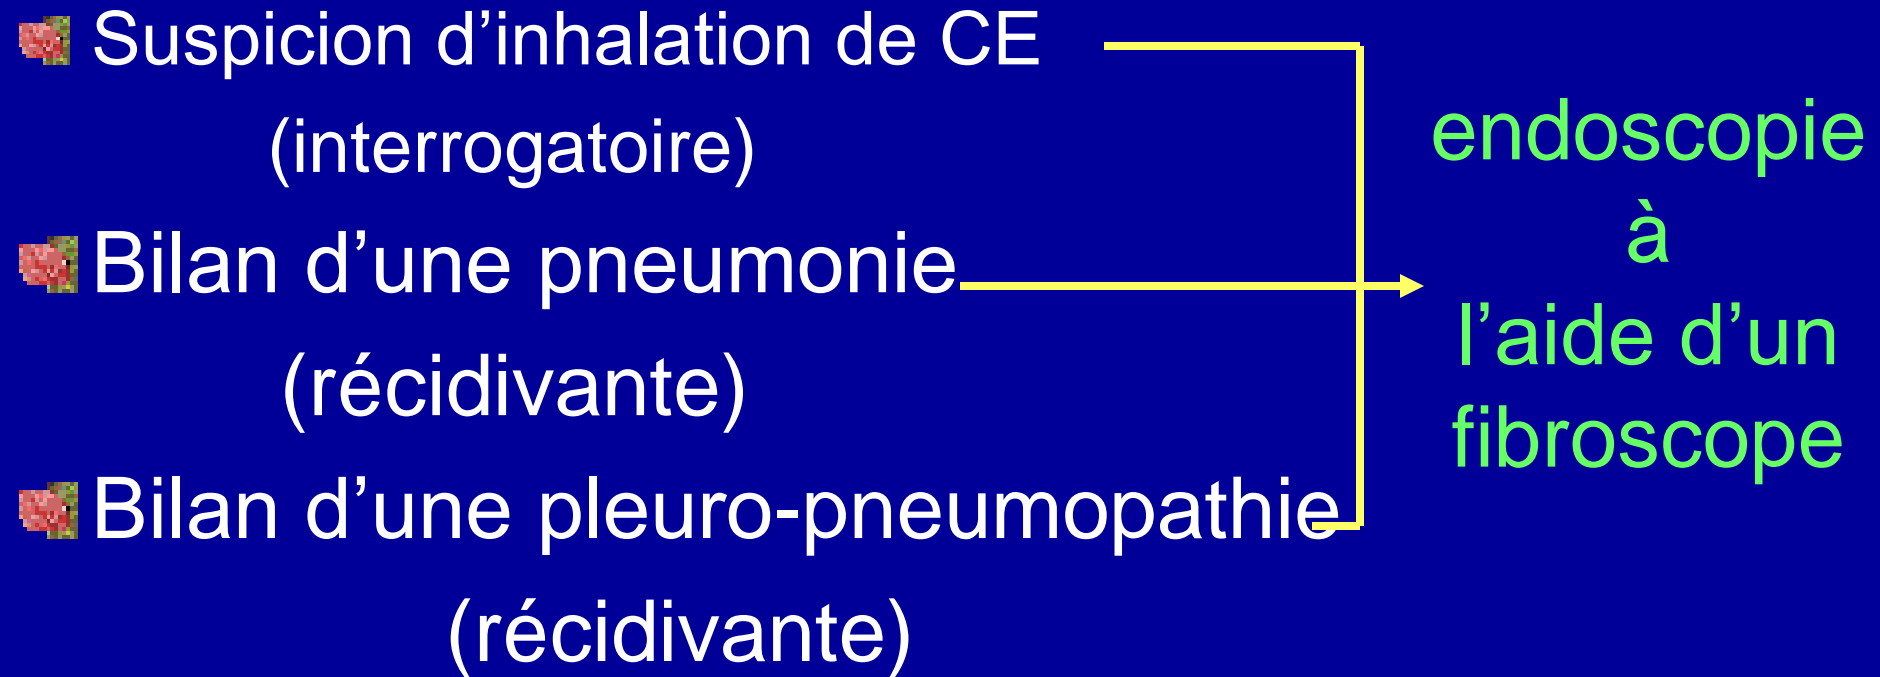 Suspicion d’inhalation de CE
(interrogatoire)
Bilan d’une pneumonie
(récidivante)
Bilan d’une pleuro-pneumopathie
(récidivante)
endoscopie
à
l’aide d’un
fibroscope